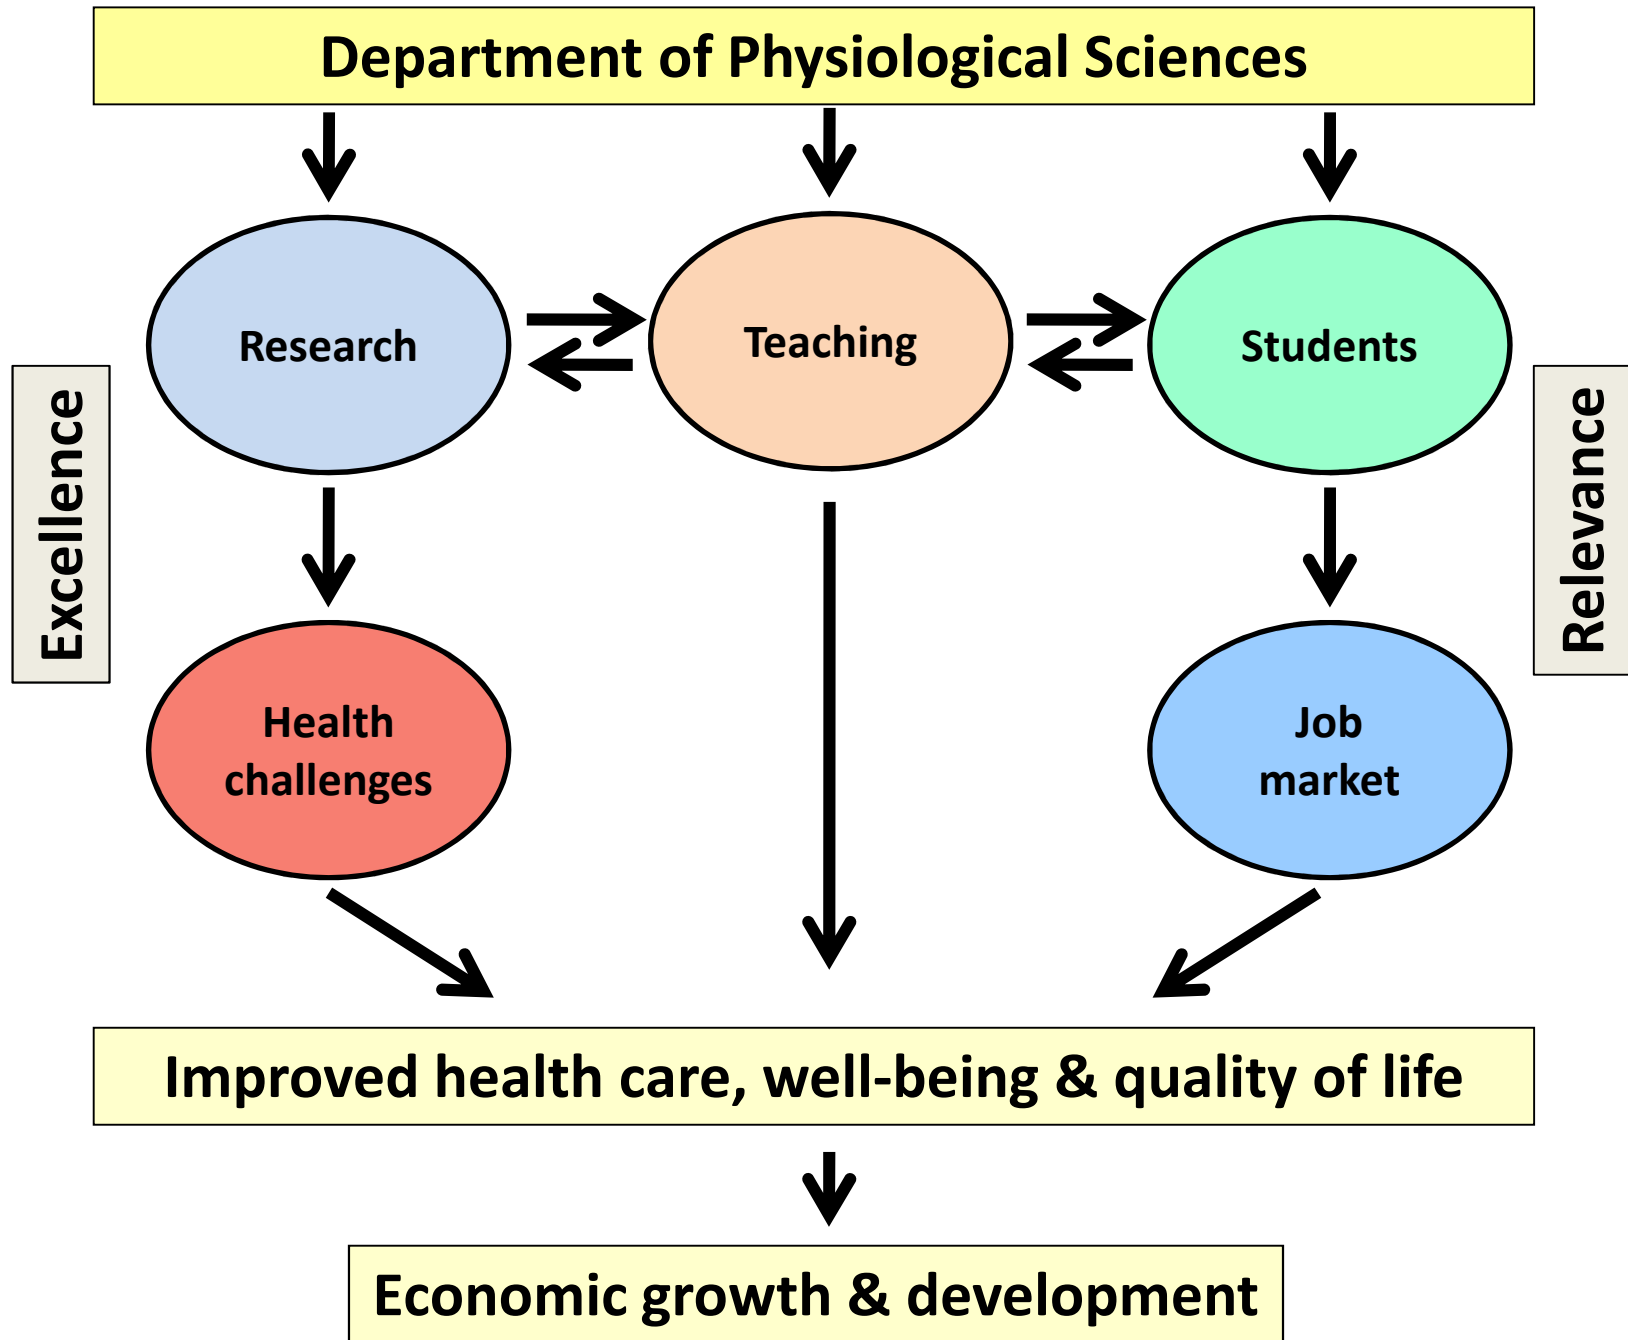 Department of Physiological Sciences
Research
Teaching
Students
Excellence
Relevance
Health
challenges
Job
market
Improved health care, well-being & quality of life
Economic growth & development